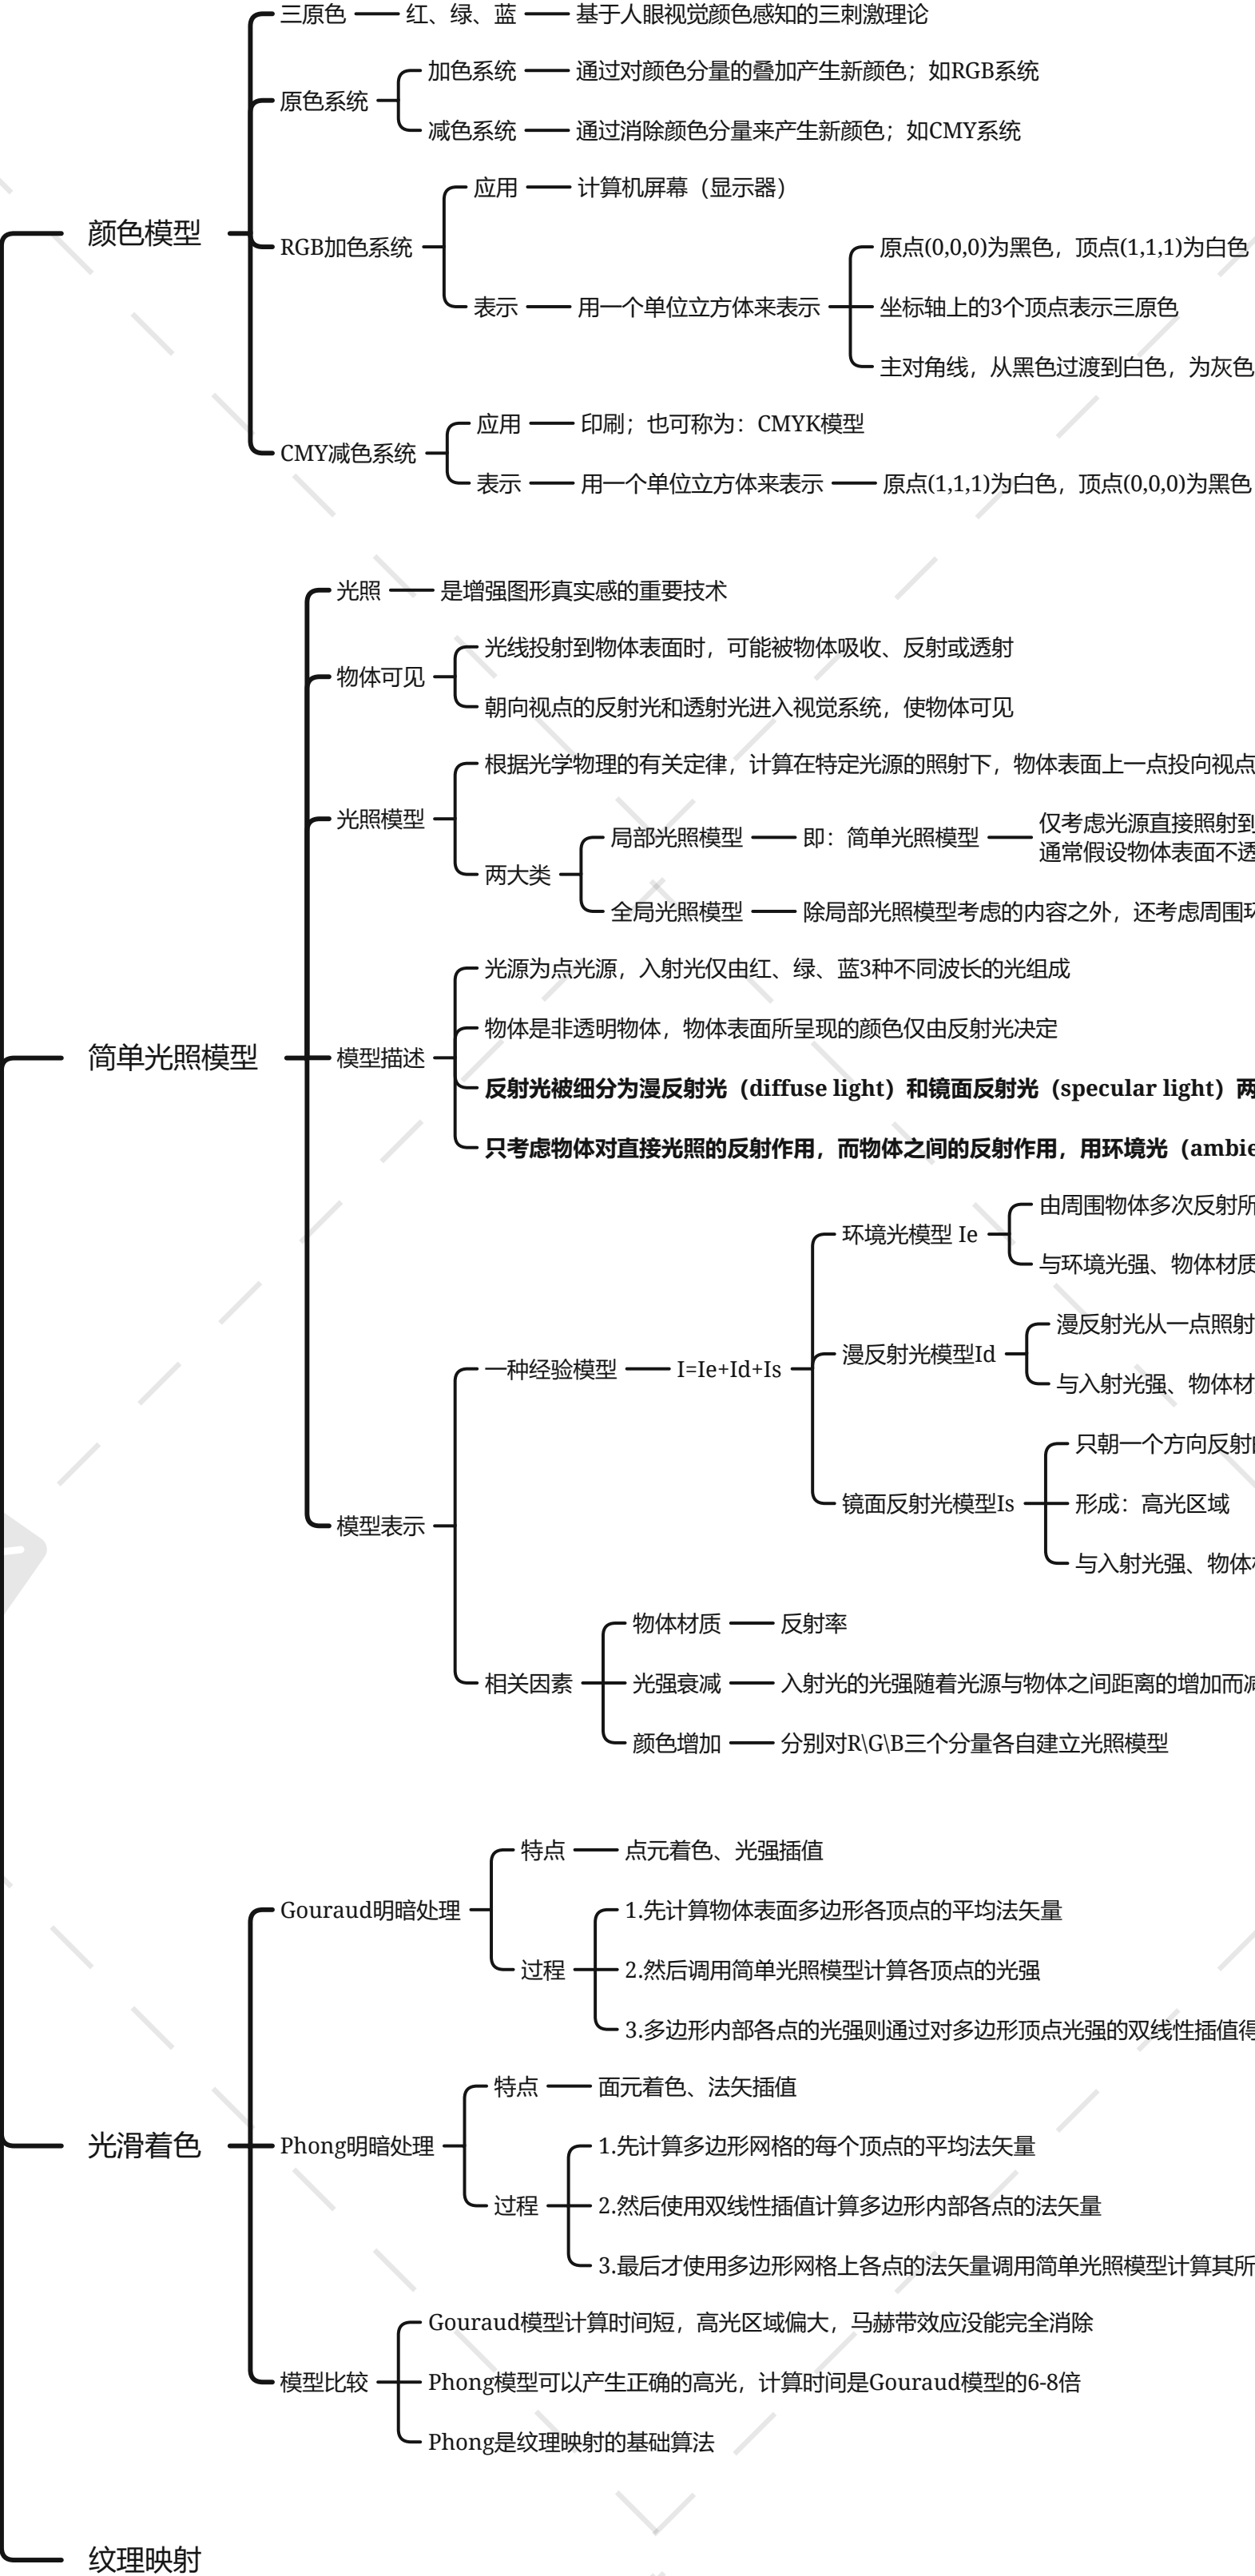 三原色
红、绿、蓝
基于人眼视觉颜色感知的三刺激理论
原色系统
加色系统
通过对颜色分量的叠加产生新颜色；如RGB系统
减色系统
通过消除颜色分量来产生新颜色；如CMY系统
颜色模型
RGB加色系统
应用
计算机屏幕（显示器）
表示
用一个单位立方体来表示
原点(0,0,0)为黑色，顶点(1,1,1)为白色
坐标轴上的3个顶点表示三原色
主对角线，从黑色过渡到白色，为灰色
CMY减色系统
应用
印刷；也可称为：CMYK模型
表示
用一个单位立方体来表示
原点(1,1,1)为白色，顶点(0,0,0)为黑色
光照
是增强图形真实感的重要技术
物体可见
光线投射到物体表面时，可能被物体吸收、反射或透射
朝向视点的反射光和透射光进入视觉系统，使物体可见
光照模型
根据光学物理的有关定律，计算在特定光源的照射下，物体表面上一点投向视点
两大类
局部光照模型
即：简单光照模型
仅考虑光源直接照射到
通常假设物体表面不透
全局光照模型
除局部光照模型考虑的内容之外，还考虑周围环
简单光照模型
模型描述
光源为点光源，入射光仅由红、绿、蓝3种不同波长的光组成
物体是非透明物体，物体表面所呈现的颜色仅由反射光决定
反射光被细分为漫反射光（diffuse light）和镜面反射光（specular light）两
只考虑物体对直接光照的反射作用，而物体之间的反射作用，用环境光（ambie
模型表示
一种经验模型
I=Ie+Id+Is
环境光模型 Ie
由周围物体多次反射所
与环境光强、物体材质
漫反射光模型Id
漫反射光从一点照射
与入射光强、物体材
镜面反射光模型Is
只朝一个方向反射的
形成：高光区域
与入射光强、物体材
相关因素
物体材质
反射率
光强衰减
入射光的光强随着光源与物体之间距离的增加而减
颜色增加
分别对R\G\B三个分量各自建立光照模型
光滑着色
Gouraud明暗处理
特点
点元着色、光强插值
过程
1.先计算物体表面多边形各顶点的平均法矢量
2.然后调用简单光照模型计算各顶点的光强
3.多边形内部各点的光强则通过对多边形顶点光强的双线性插值得
Phong明暗处理
特点
面元着色、法矢插值
过程
1.先计算多边形网格的每个顶点的平均法矢量
2.然后使用双线性插值计算多边形内部各点的法矢量
3.最后才使用多边形网格上各点的法矢量调用简单光照模型计算其所
模型比较
Gouraud模型计算时间短，高光区域偏大，马赫带效应没能完全消除
Phong模型可以产生正确的高光，计算时间是Gouraud模型的6-8倍
Phong是纹理映射的基础算法
纹理映射